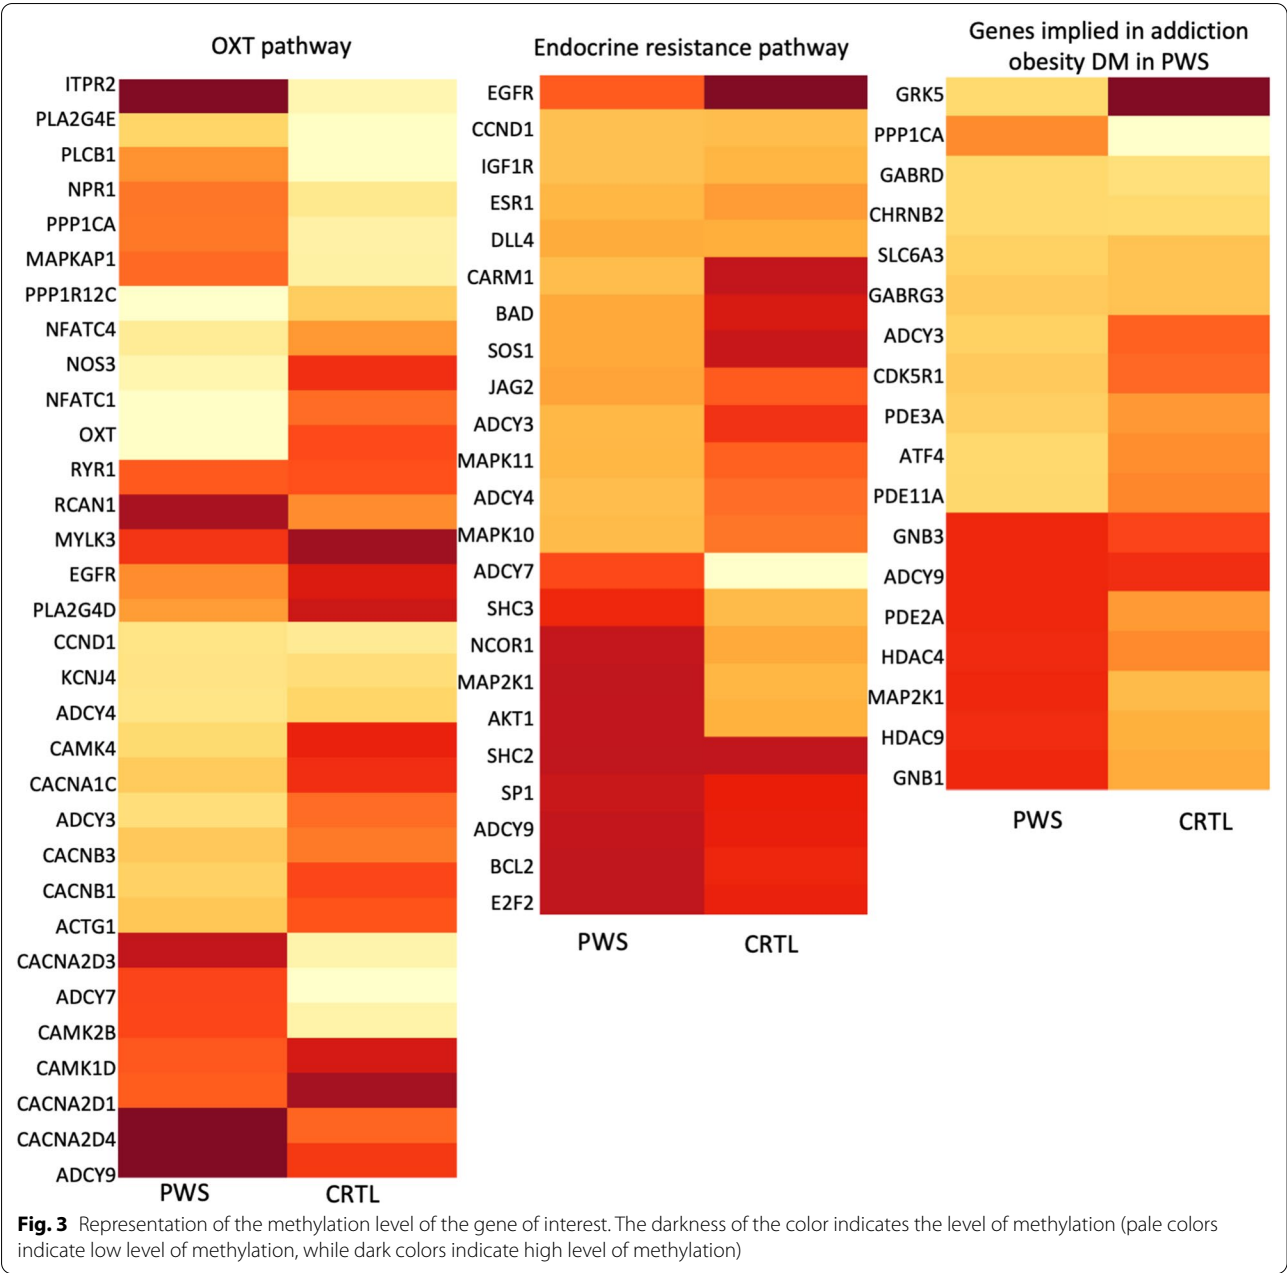 OXT pathway
ITPR2
PLA2G4E
PLCB1
NPR1
PPP1CA
MAPKAP1
PPP1R12C
NFATC4
NOS3
NFATC1
OXT
RYR1
RCAN1
MYLK3
EGFR
PLA2G4D
CCND1
KCNJ4
ADCY4
CAMK4
CACNA1C
ADCY3
CACNB3
CACNB1
ACTG1
CACNA2D3
ADCY7
CAMK2B
CAMK1D
CACNA2D1
CACNA2D4
ADCY9
PWS CRTL
Endocrine resistance pathway
EGFR
CCND1
IGF1R
ESR1
DLL4
CARM1
BAD
SOS1
JAG2
ADCY3
MAPK11
ADCY4
MAPK10
ADCY7
SHC3
NCOR1
MAP2K1
AKT1
SHC2
SP1
ADCY9
BCL2
E2F2
PWS CRTL
Genes implied in addiction
obesity DM in PWS
GRK5
PPP1CA
GABRD
CHRNB2
SLC6A3
GABRG3
ADCY3
CDK5R1
PDE3A
ATF4
PDE11A
GNB3
ADCY9
PDE2A
HDAC4
MAP2K1
HDAC9
GNB1
PWS CRTL
Fig. 3 Representation of the methylation level of the gene of interest. The darkness of the color indicates the level of methylation (pale colors
indicate low level of methylation, while dark colors indicate high level of methylation)